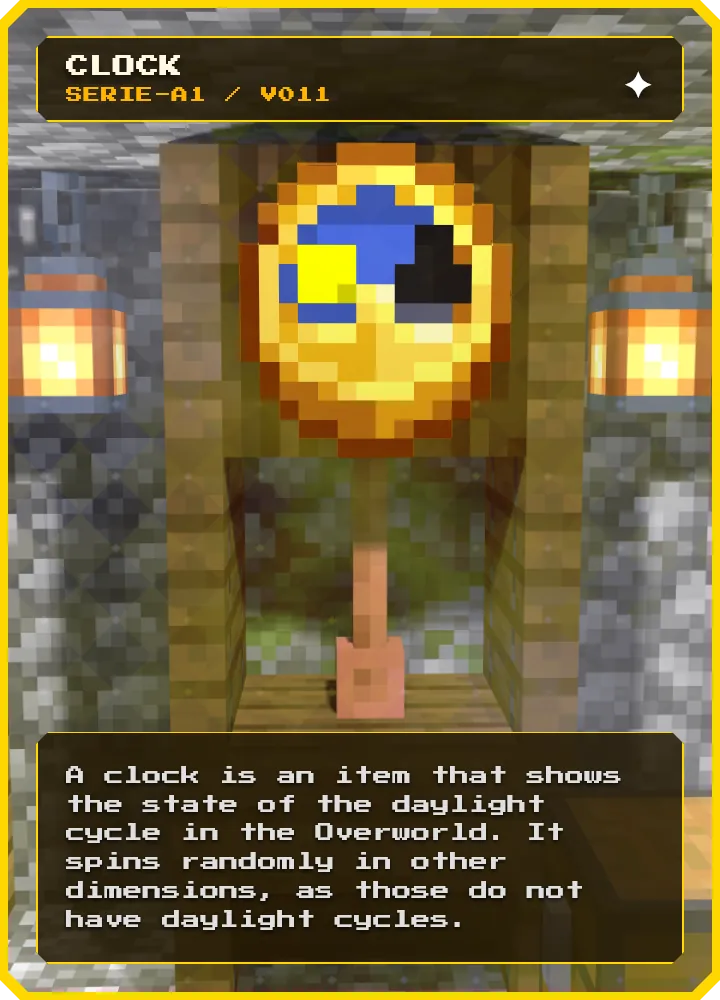 CLOCK
SERIE-A1 / V011
A clock is an item that shows
the state of the daylight
cycle in the Overworld. It
spins randomly in other
dimensions, as those do not
have daylight cycles.